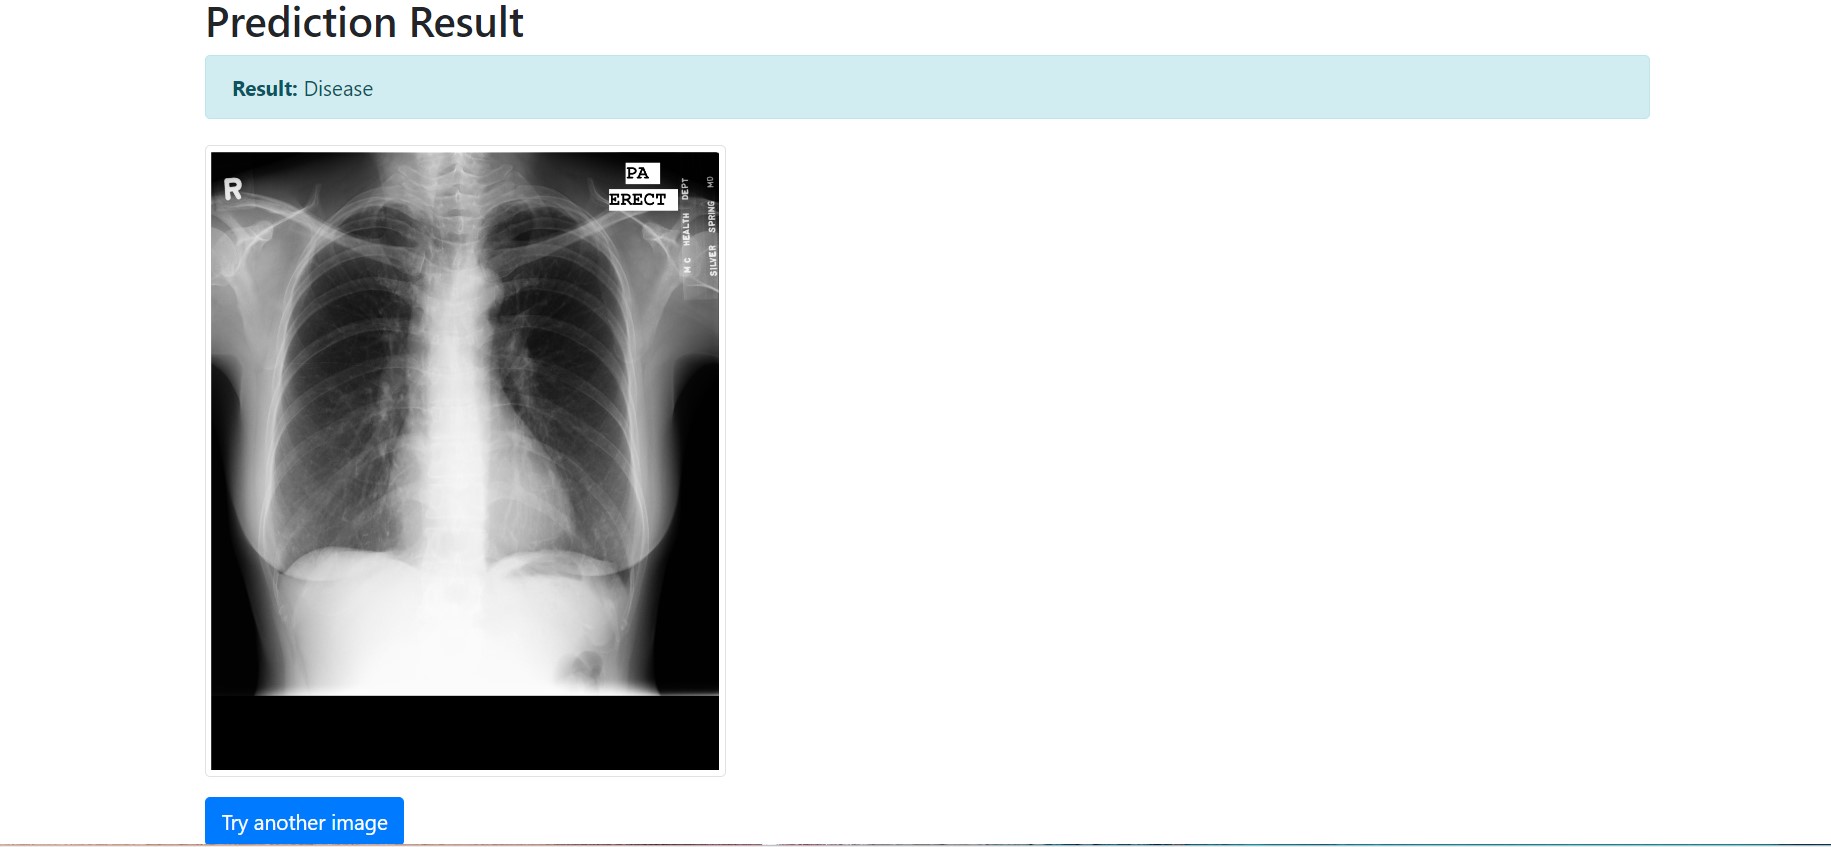 Prediction Result
Result: Disease
R
PA
ERECT
M C HEALTH DEPT
SILVER SPRING MD
Try another image